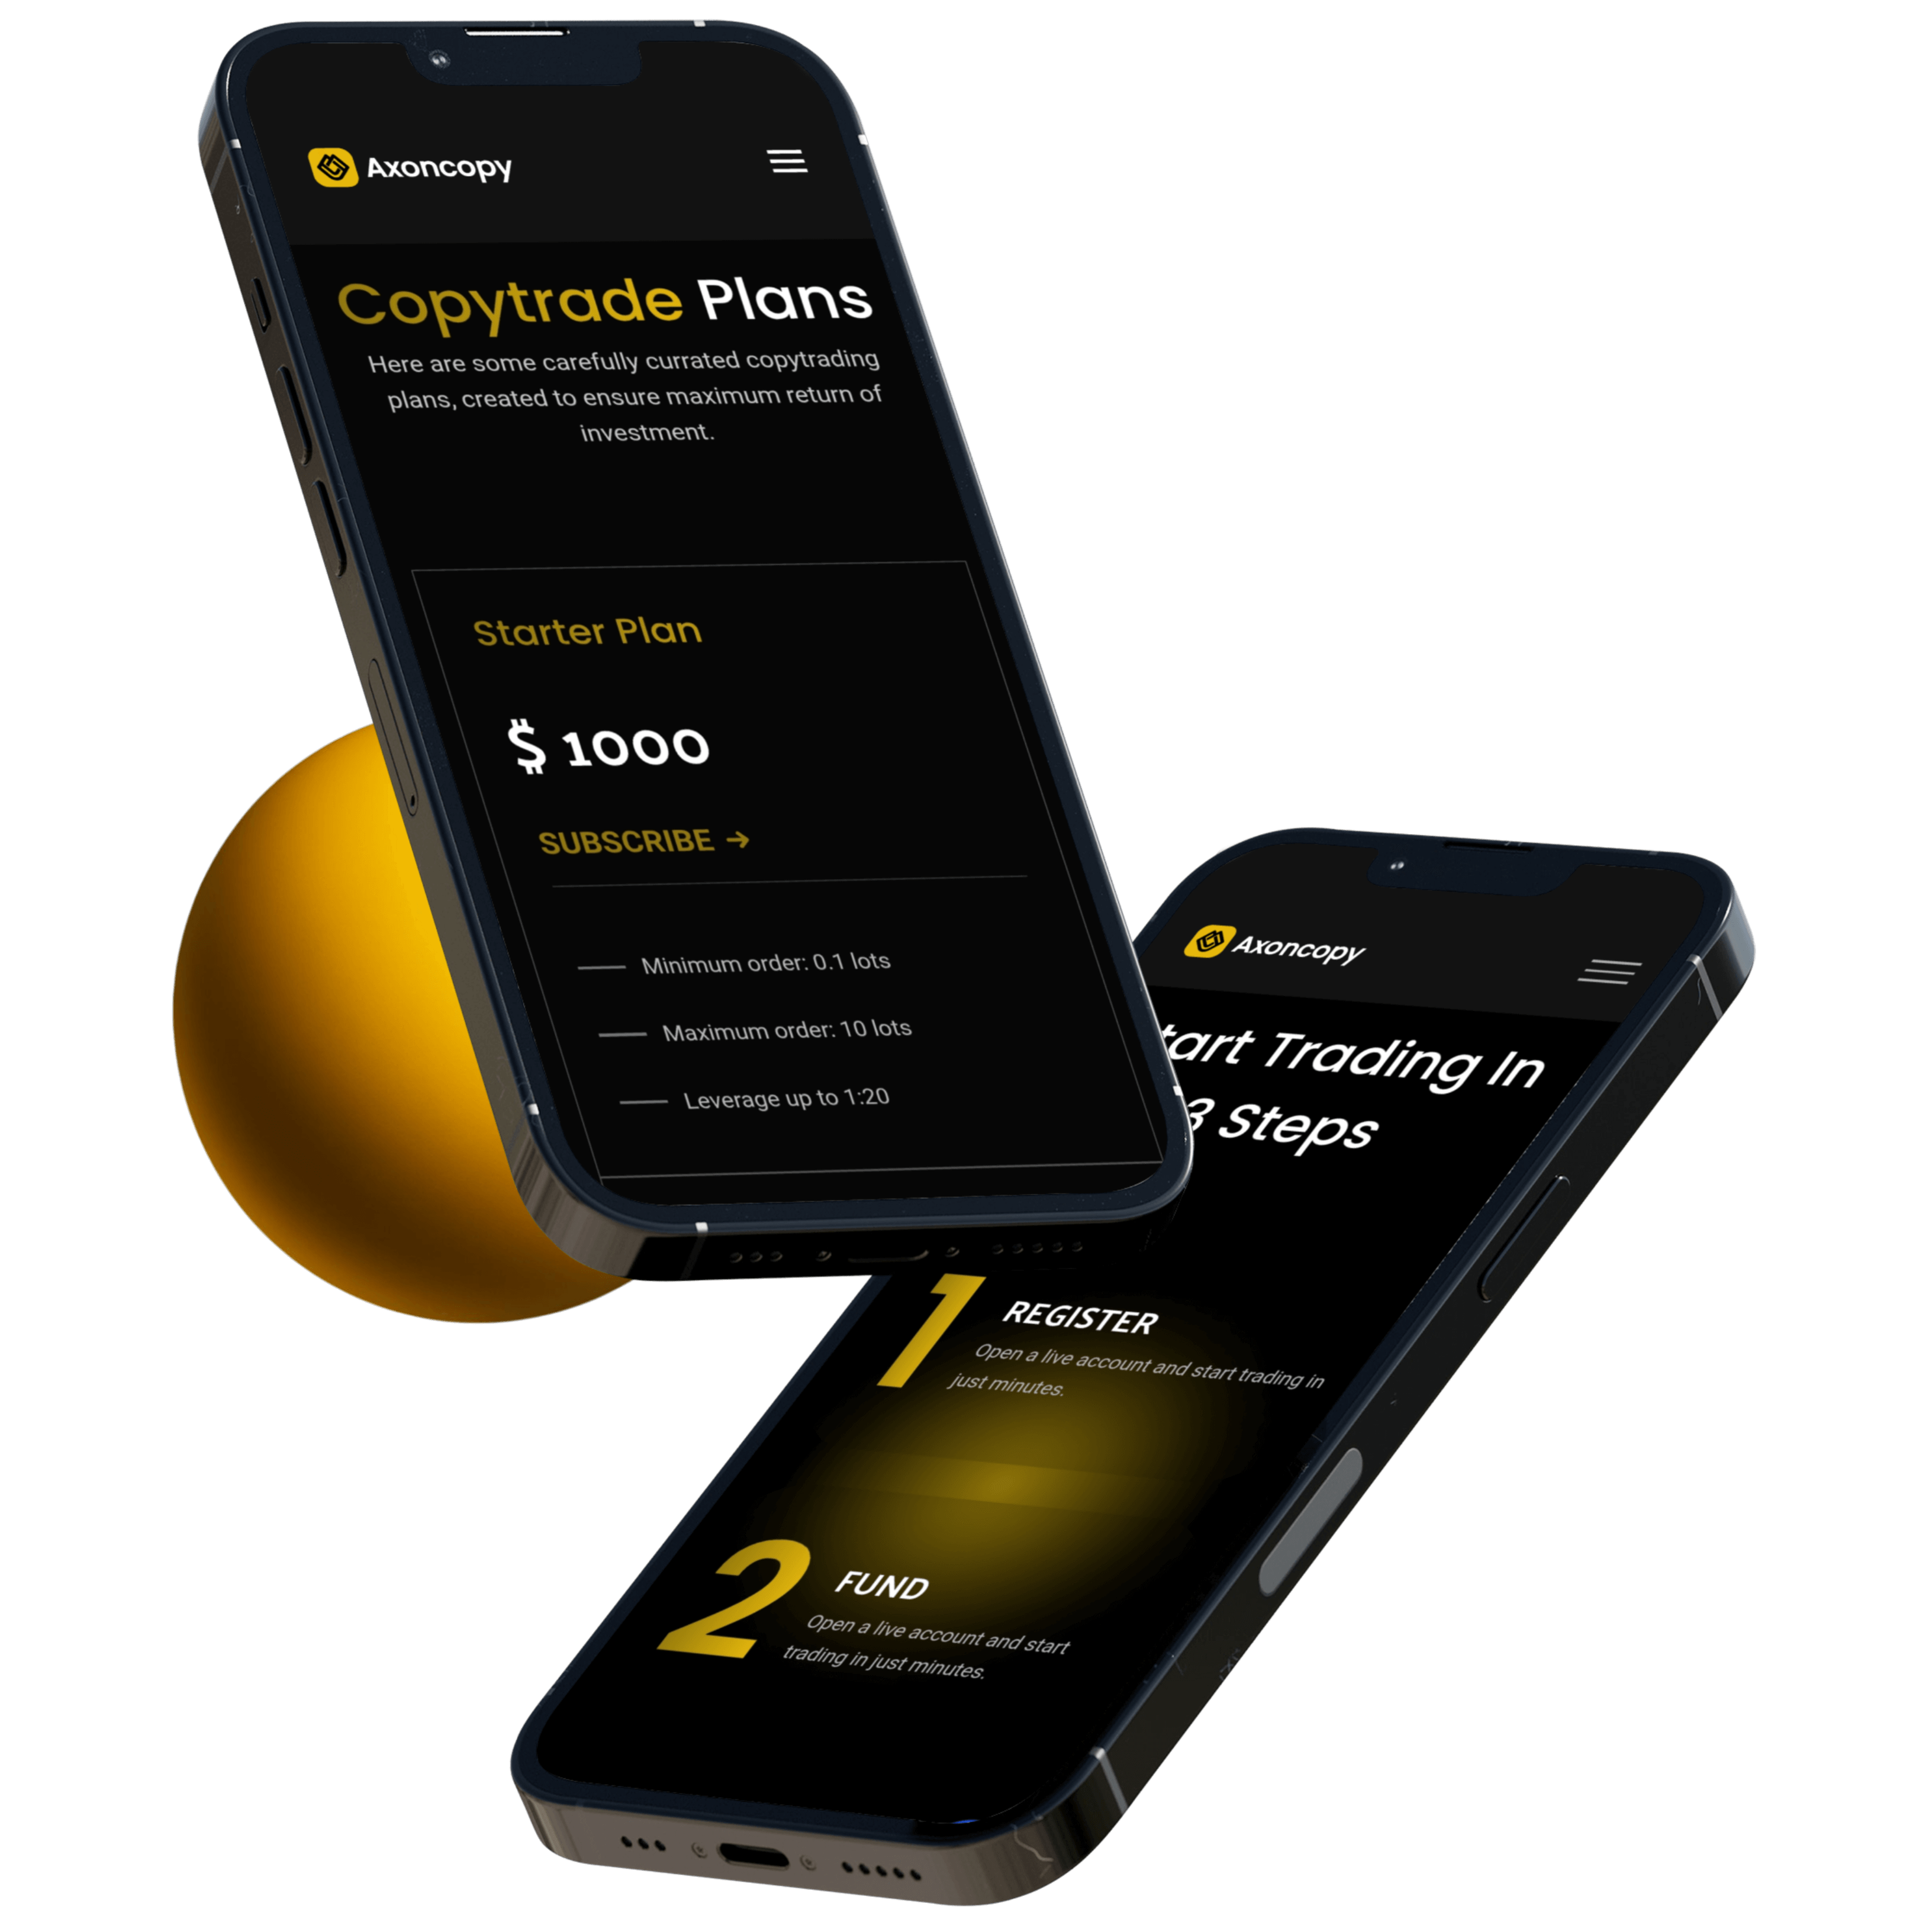 Axoncopy
Copytrade Plans
Here are some carefully currated copytrading
plans, created to ensure maximum return of
investment.
Starter Plan
$ 1000
SUBSCRIBE →
Minimum order: 0.1 lots
Maximum order: 10 lots
Leverage up to 1:20
Axoncopy
tart Trading In
3 Steps
1
REGISTER
Open a live account and start trading in
just minutes.
2
FUND
Open a live account and start
trading in just minutes.